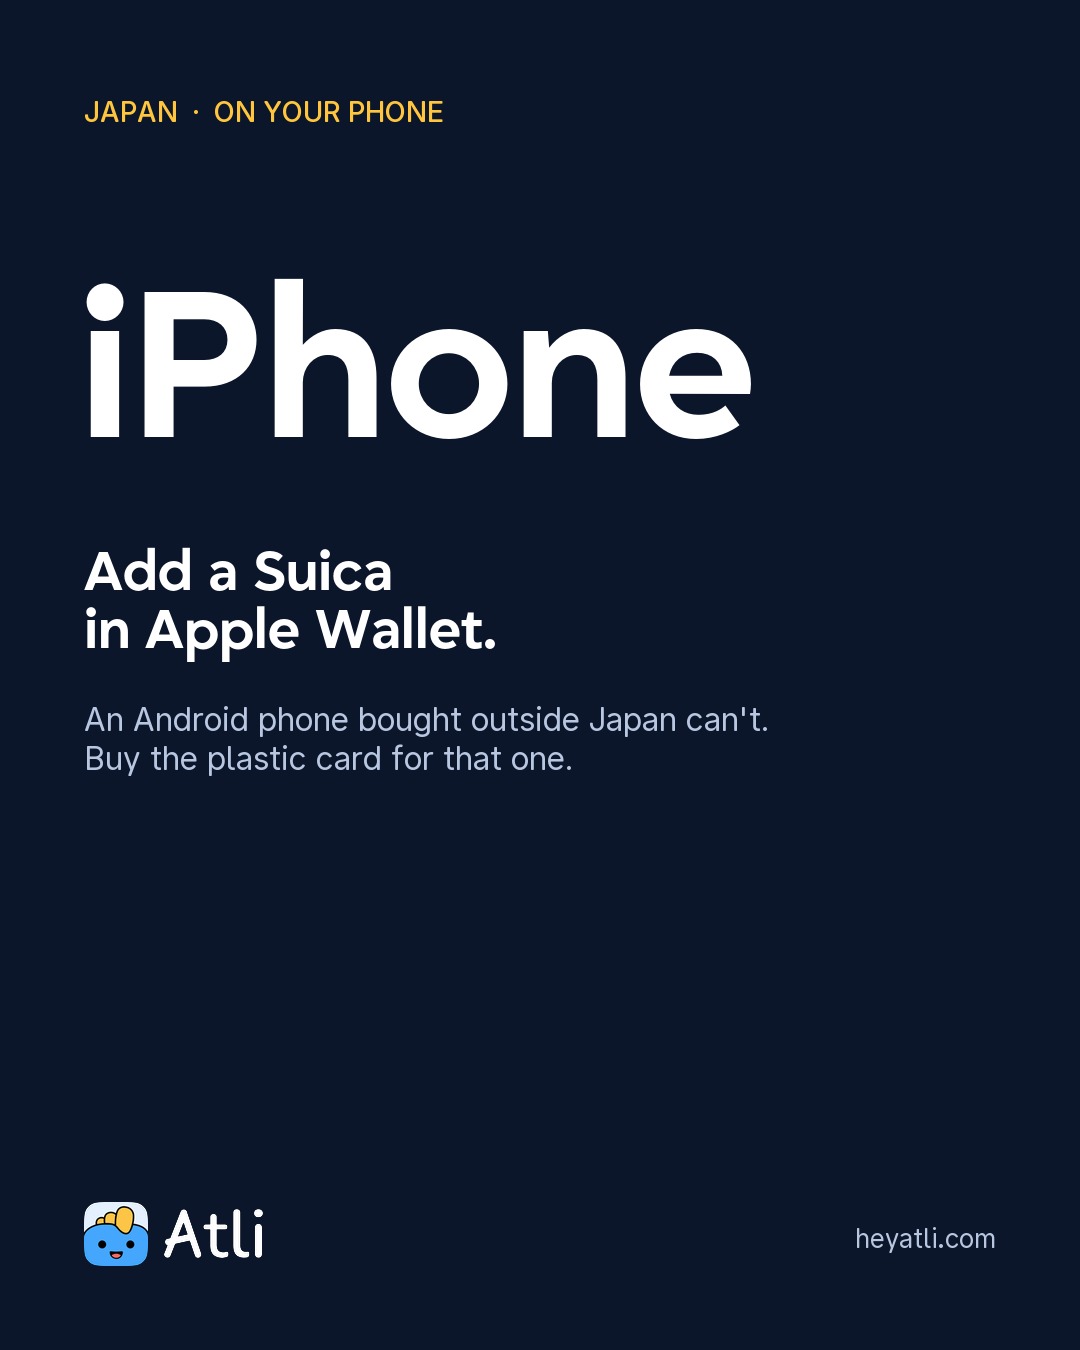 JAPAN · ON YOUR PHONE
iPhone
Add a Suica
in Apple Wallet.
An Android phone bought outside Japan can't.
Buy the plastic card for that one.
Atli
heyatli.com